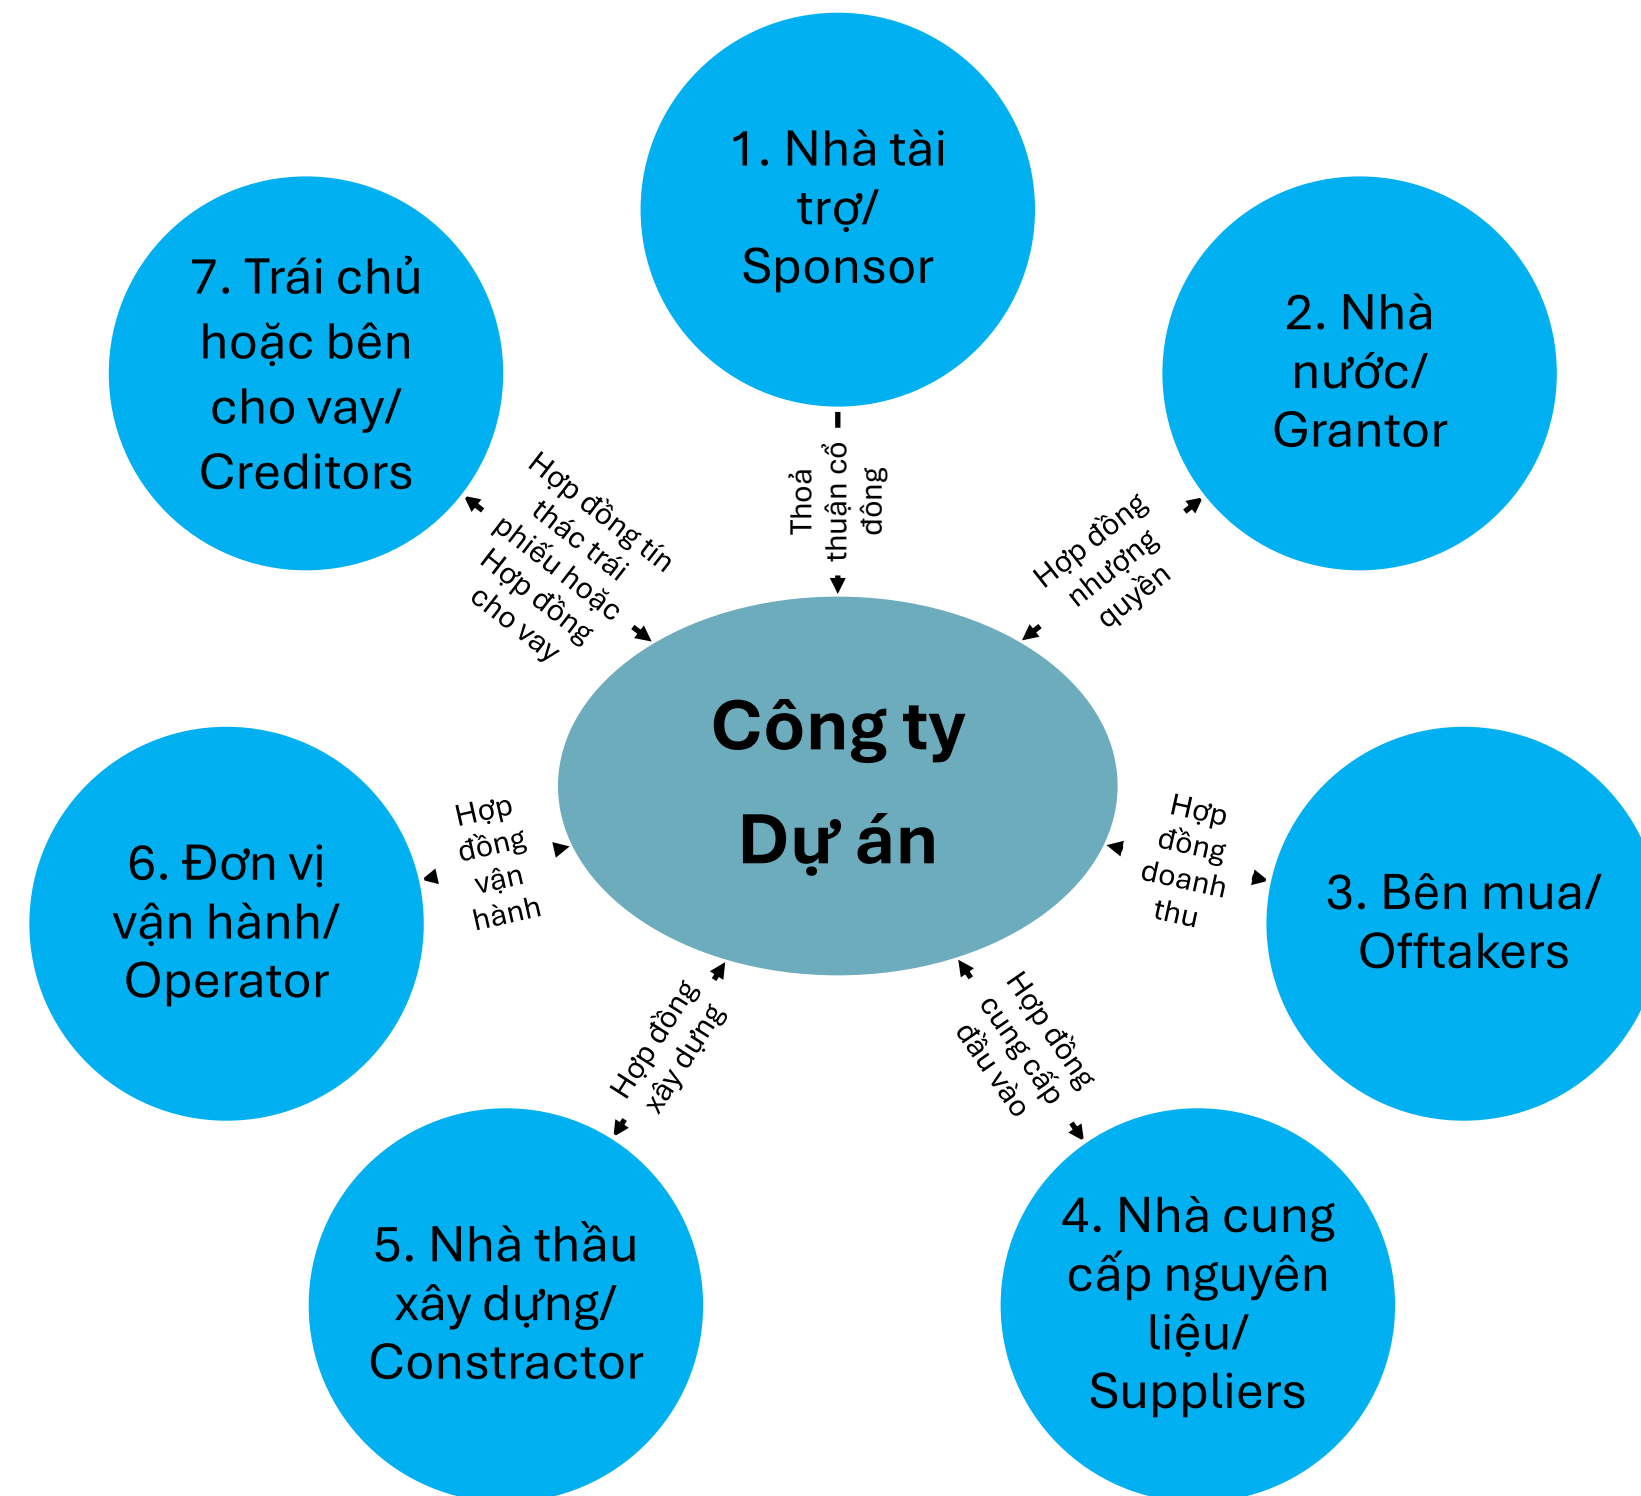 1. Nhà tài
trợ/
Sponsor
2. Nhà
nước/
Grantor
3. Bên mua/
Offtakers
4. Nhà cung
cấp nguyên
liệu/
Suppliers
5. Nhà thầu
xây dựng/
Constractor
6. Đơn vị
vận hành/
Operator
7. Trái chủ
hoặc bên
cho vay/
Creditors
Thoả
thuận cổ
đông
Hợp đồng
nhượng
quyền
Hợp
đồng
doanh
thu
Hợp đồng
cung cấp
đầu vào
Hợp đồng
xây dựng
Hợp
đồng
vận
hành
Hợp đồng tín
thác trái
phiếu hoặc
Hợp đồng
cho vay
Công ty
Dự án